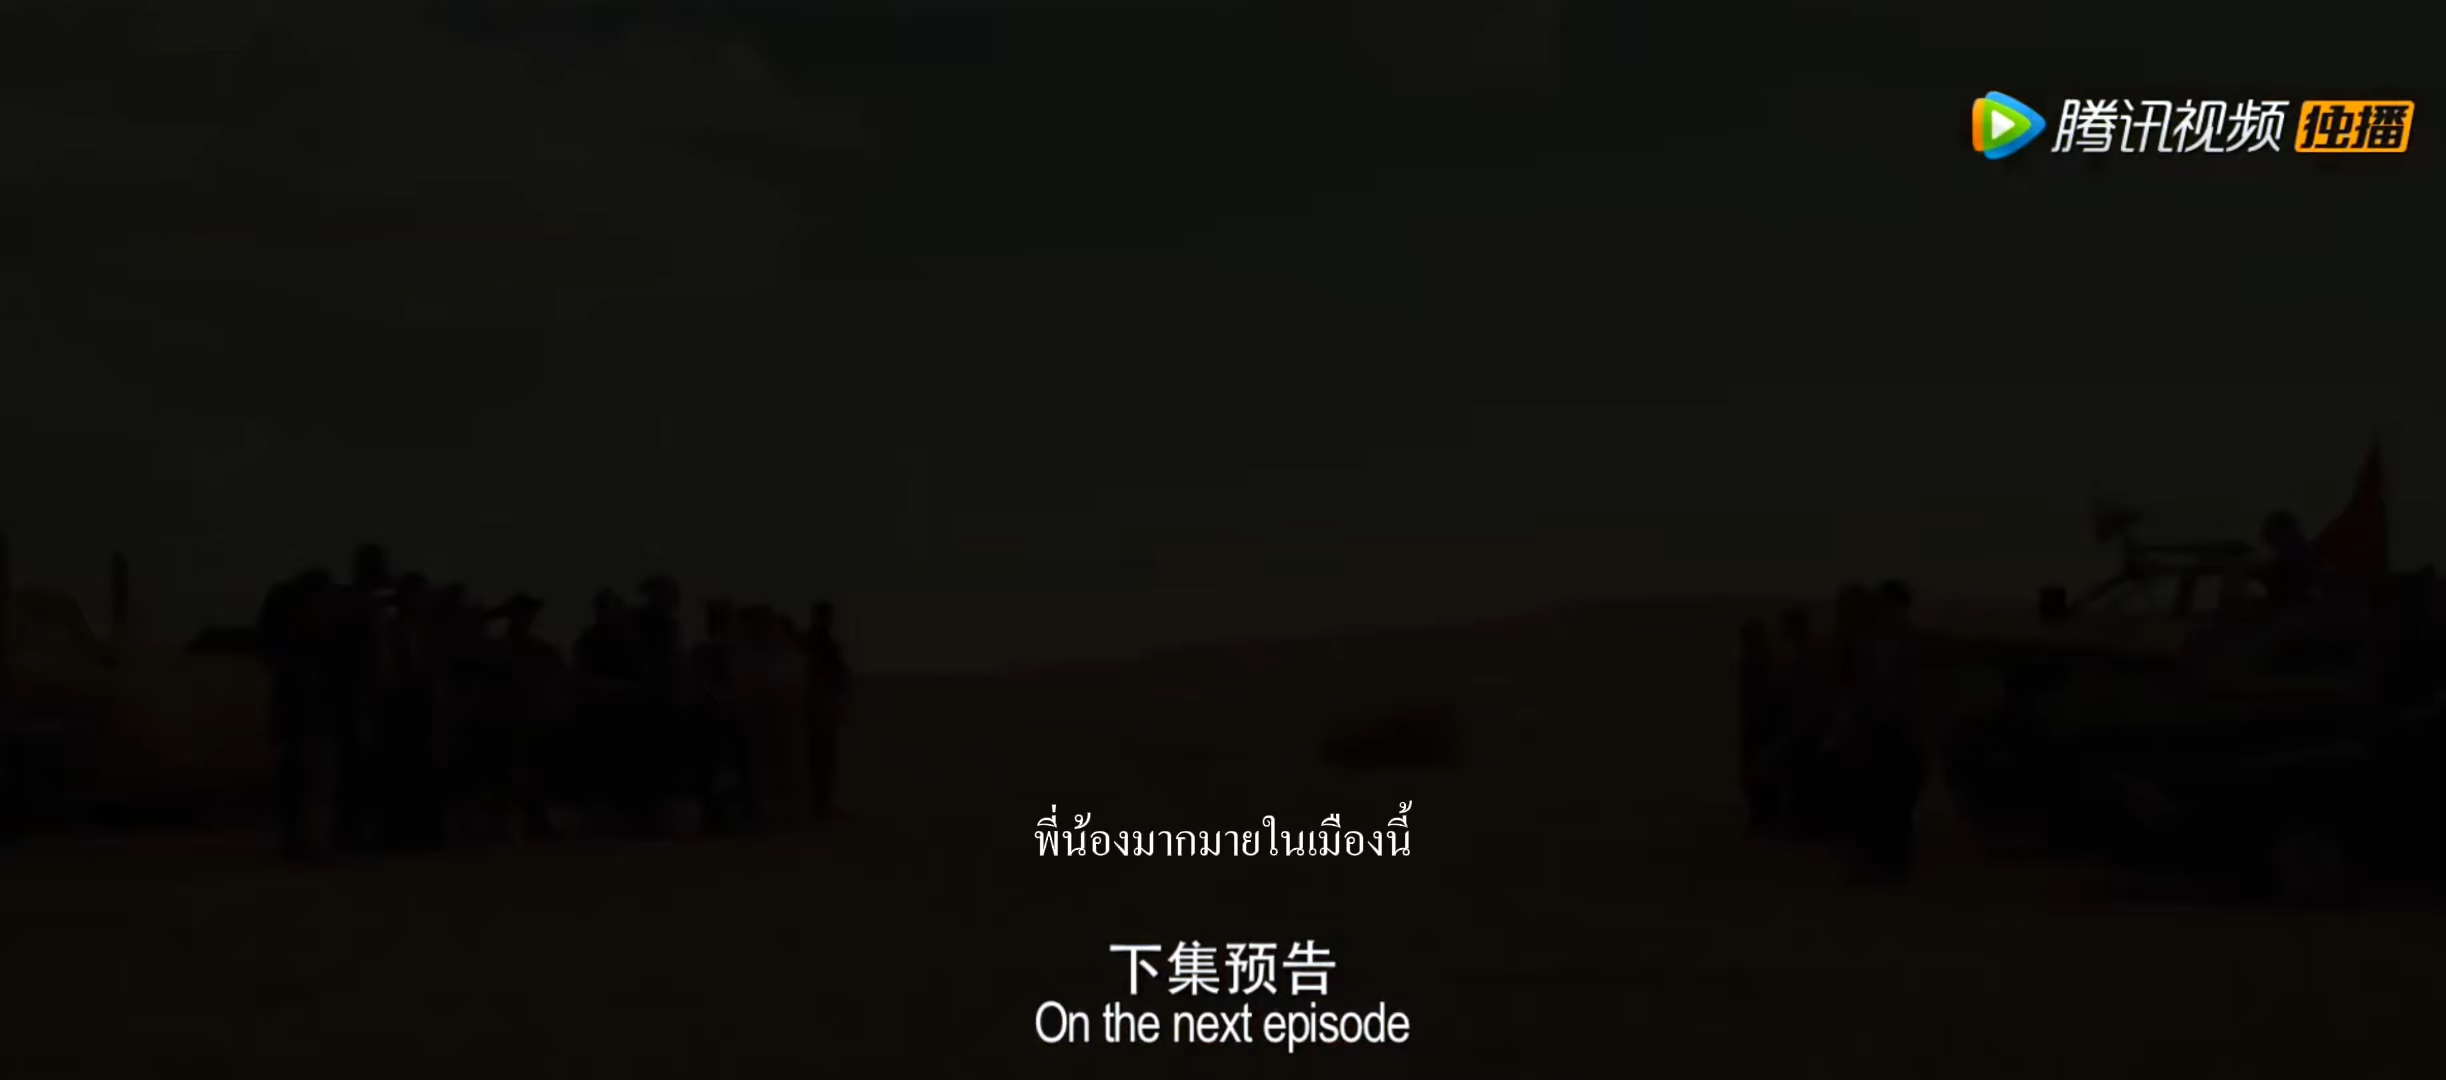 腾讯视频 独播
พี่น้องมากมายในเมืองนี้
下集预告
On the next episode